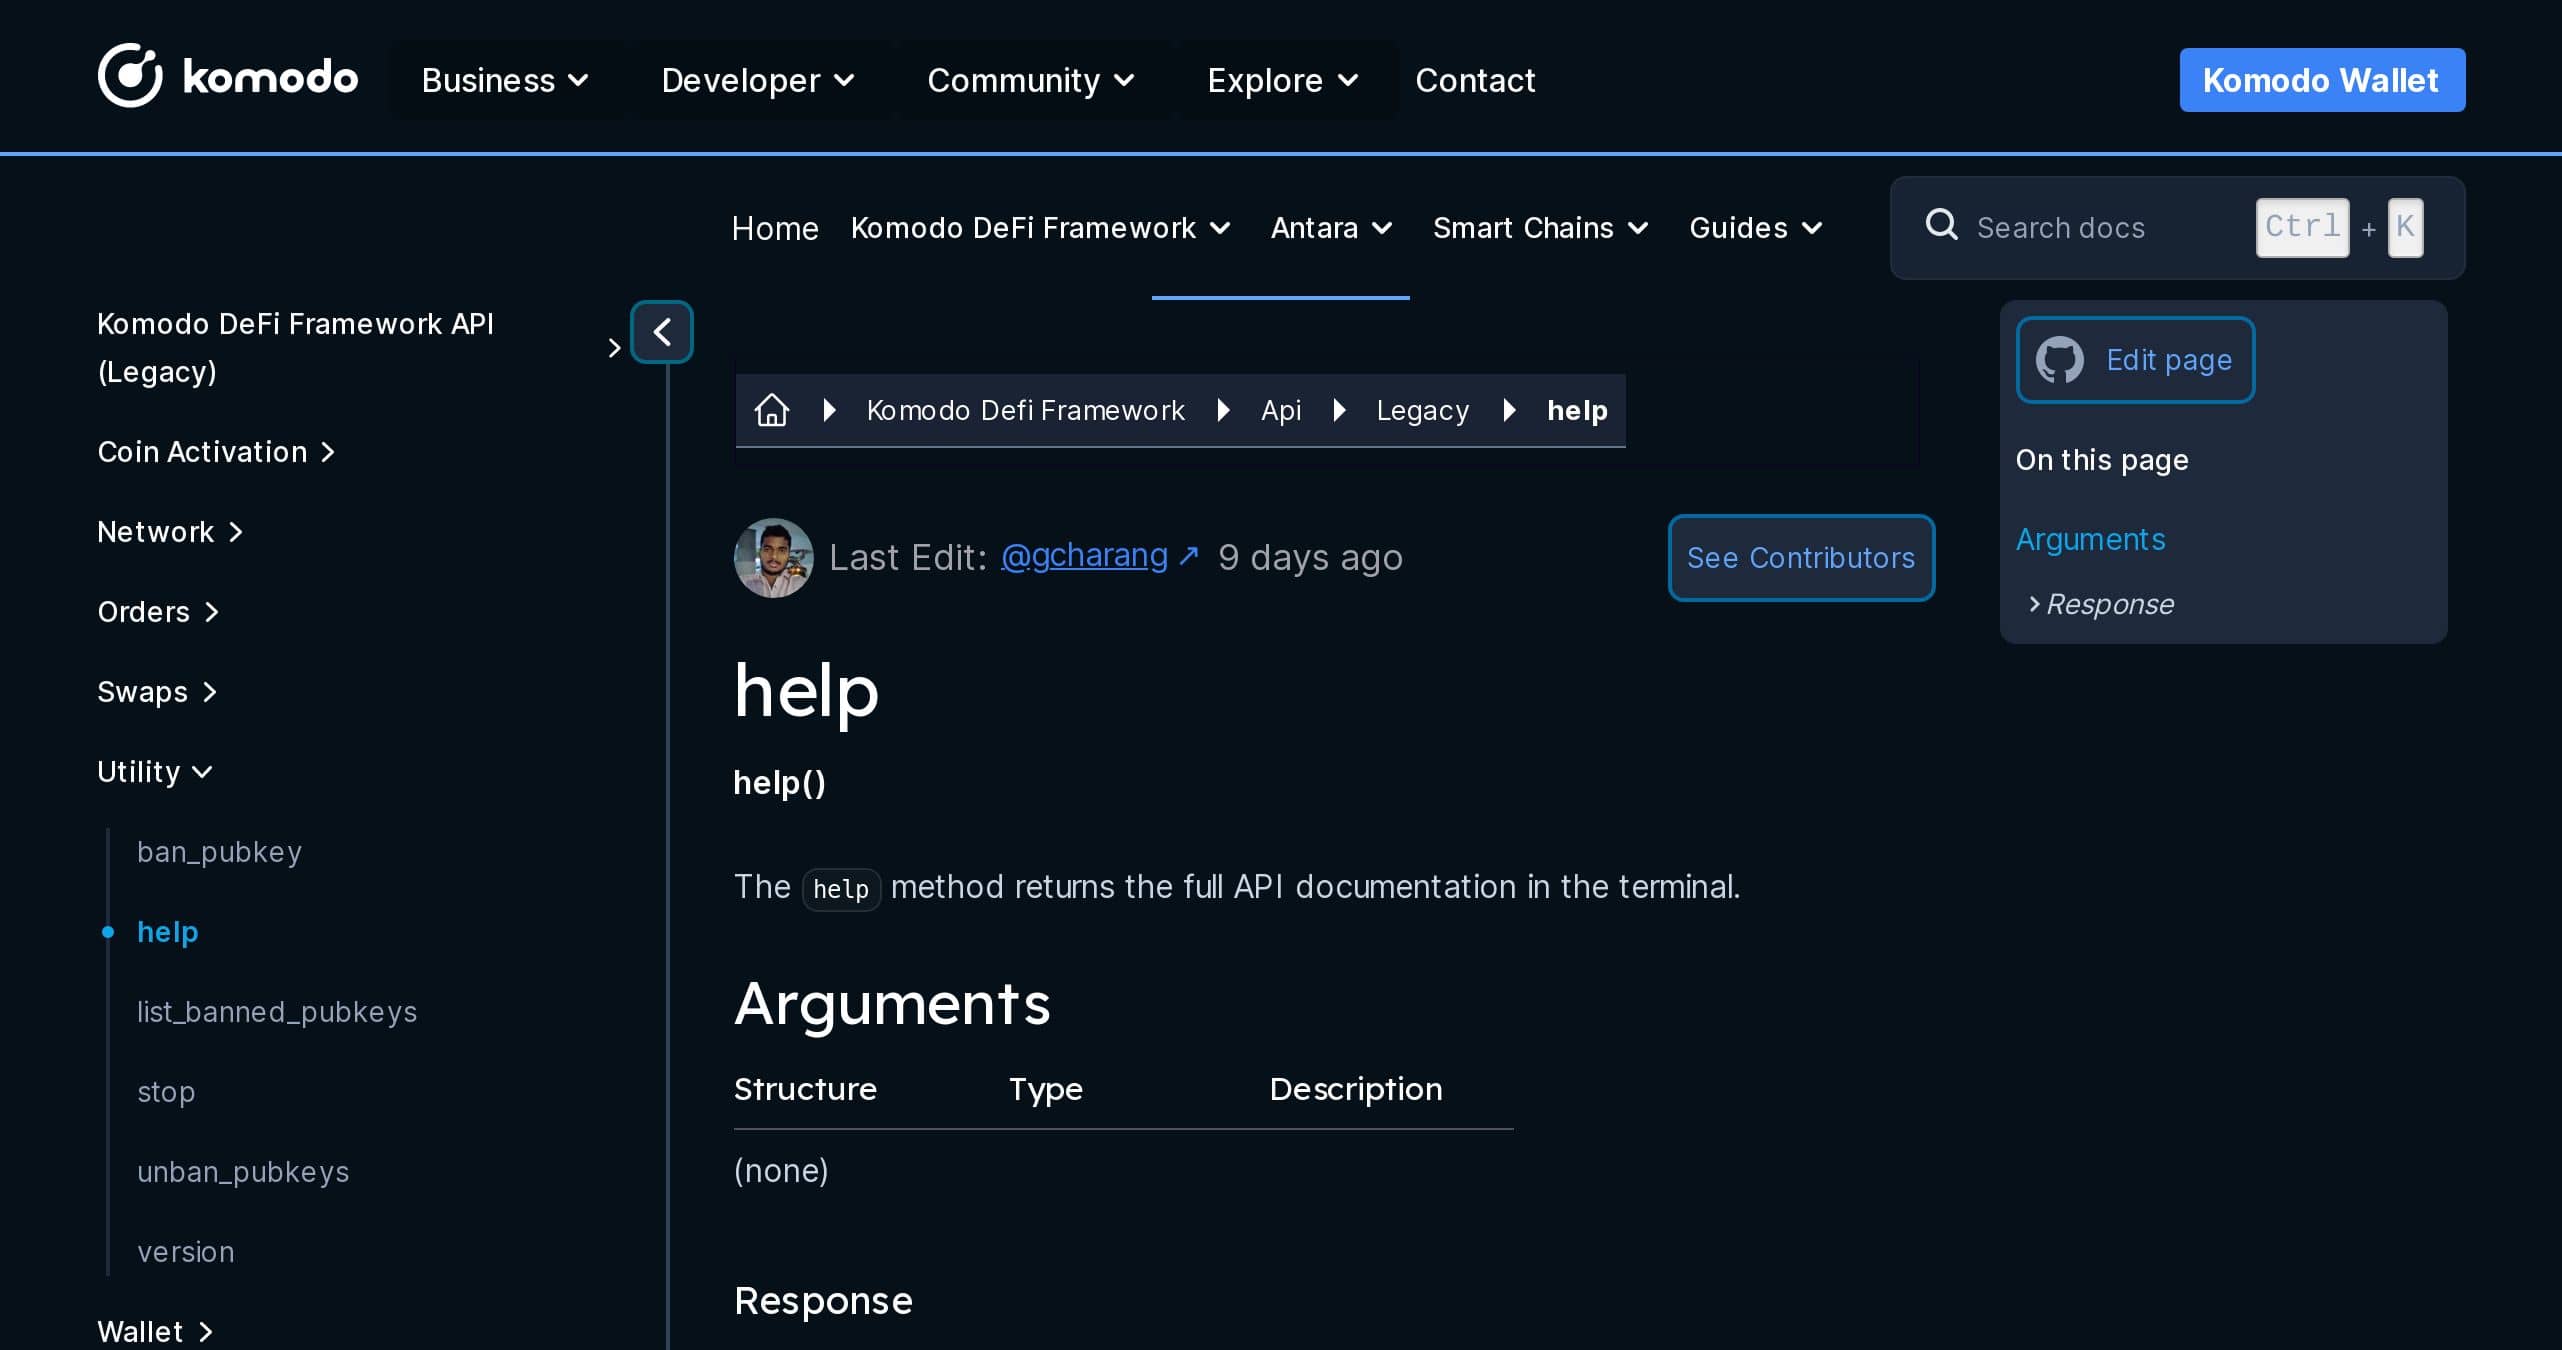 komodo Business Developer Community Explore Contact Komodo Wallet
Home Komodo DeFi Framework Antara Smart Chains Guides Search docs Ctrl + K
Komodo DeFi Framework API
(Legacy)
Coin Activation
Network
Orders
Swaps
Utility
ban_pubkey
help
list_banned_pubkeys
stop
unban_pubkeys
version
Wallet
Komodo Defi Framework Api Legacy help
Last Edit: @gcharang ↗ 9 days ago See Contributors
help
help()
The help method returns the full API documentation in the terminal.
Arguments
Structure Type Description
(none)
Response
Edit page
On this page
Arguments
Response